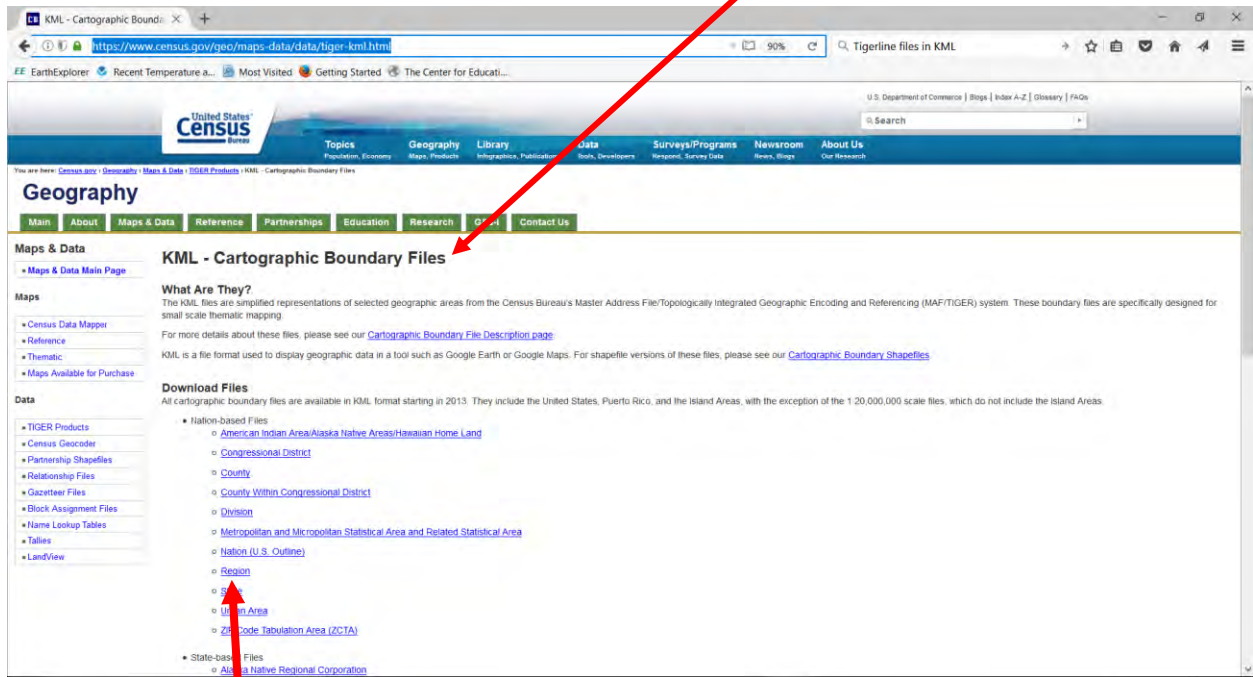 KML - Cartographic Bounda
https://www.census.gov/geo/maps-data/data/tiger-kml.html
90%
Tigerline files in KML
EarthExplorer
Recent Temperature a...
Most Visited
Getting Started
The Center for Educati...
U.S. Department of Commerce | Blogs | Index A-Z | Glossary | FAQs
Search
United States
Census
Bureau
Topics
Population, Economy
Geography
Maps, Products
Library
Infographics, Publications
Data
Tools, Developers
Surveys/Programs
Respond, Survey Data
Newsroom
News, Blogs
About Us
Our Research
You are here: Census.gov › Geography › Maps & Data › TIGER Products › KML - Cartographic Boundary Files
Geography
Main
About
Maps & Data
Reference
Partnerships
Education
Research
Contact Us
Maps & Data
Maps & Data Main Page
Maps
Census Data Mapper
Reference
Thematic
Maps Available for Purchase
Data
TIGER Products
Census Geocoder
Partnership Shapefiles
Relationship Files
Gazetteer Files
Block Assignment Files
Name Lookup Tables
Tallies
LandView
KML - Cartographic Boundary Files
What Are They?
The KML files are simplified representations of selected geographic areas from the Census Bureau's Master Address File/Topologically Integrated Geographic Encoding and Referencing (MAF/TIGER) system. These boundary files are specifically designed for
small scale thematic mapping.
For more details about these files, please see our Cartographic Boundary File Description page
KML is a file format used to display geographic data in a tool such as Google Earth or Google Maps. For shapefile versions of these files, please see our Cartographic Boundary Shapefiles
Download Files
All cartographic boundary files are available in KML format starting in 2013. They include the United States, Puerto Rico, and the Island Areas, with the exception of the 1:20,000,000 scale files, which do not include the Island Areas.
• Nation-based Files
American Indian Area/Alaska Native Areas/Hawaiian Home Land
Congressional District
County
County Within Congressional District
Division
Metropolitan and Micropolitan Statistical Area and Related Statistical Area
Nation (U.S. Outline)
Region
State
Urban Area
ZIP Code Tabulation Area (ZCTA)
• State-based Files
Alaska Native Regional Corporation